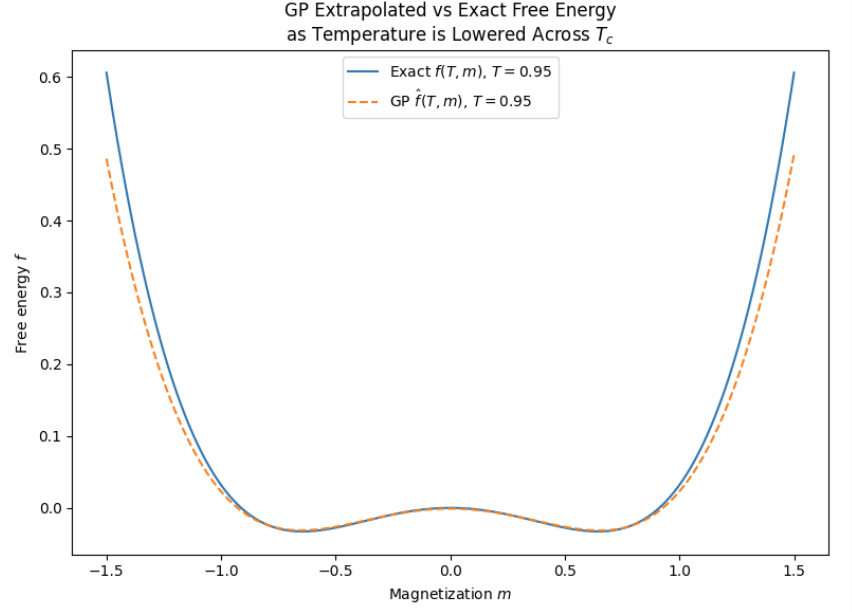 GP Extrapolated vs Exact Free Energy
as Temperature is Lowered Across $T_c$
Exact $f(T, m)$, $T = 0.95$
GP $\hat{f}(T, m)$, $T = 0.95$
0.6
0.5
0.4
0.3
0.2
0.1
0.0
Free energy $f$
−1.5 −1.0 −0.5 0.0 0.5 1.0 1.5
Magnetization $m$